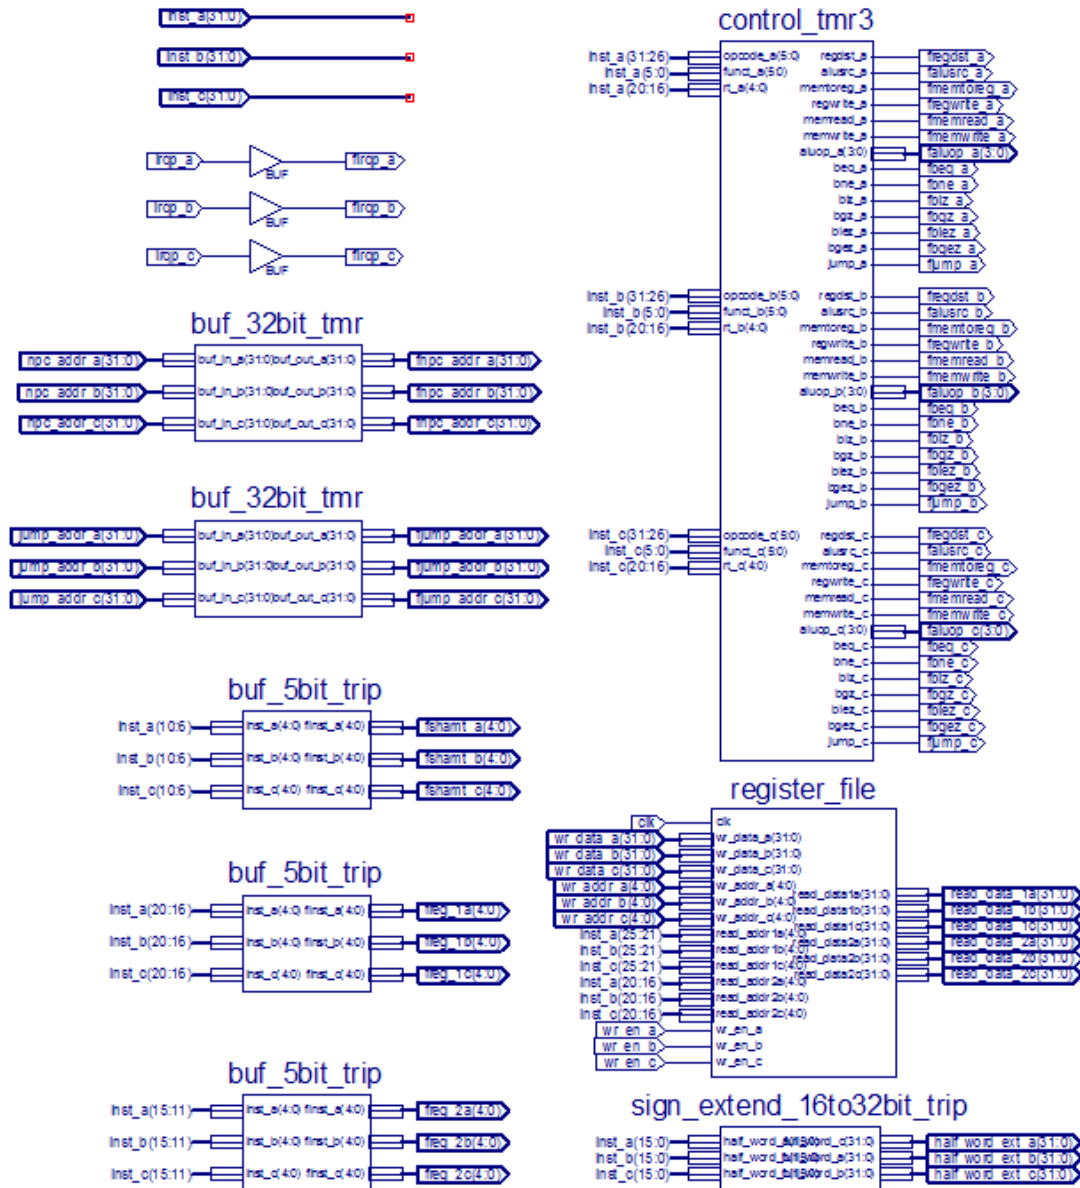 inst_a(31:0)
inst_b(31:0)
inst_c(31:0)
irqp_a
BUF
firqp_a
irqp_b
BUF
firqp_b
irqp_c
BUF
firqp_c
buf_32bit_tmr
npc_addr_a(31:0)
buf_in_a(31:0)
buf_out_a(31:0)
fnpc_addr_a(31:0)
npc_addr_b(31:0)
buf_in_b(31:0)
buf_out_b(31:0)
fnpc_addr_b(31:0)
npc_addr_c(31:0)
buf_in_c(31:0)
buf_out_c(31:0)
fnpc_addr_c(31:0)
buf_32bit_tmr
jump_addr_a(31:0)
buf_in_a(31:0)
buf_out_a(31:0)
fjump_addr_a(31:0)
jump_addr_b(31:0)
buf_in_b(31:0)
buf_out_b(31:0)
fjump_addr_b(31:0)
jump_addr_c(31:0)
buf_in_c(31:0)
buf_out_c(31:0)
fjump_addr_c(31:0)
buf_5bit_trip
inst_a(10:6)
inst_a(4:0) finst_a(4:0)
fshamt_a(4:0)
inst_b(10:6)
inst_b(4:0) finst_b(4:0)
fshamt_b(4:0)
inst_c(10:6)
inst_c(4:0) finst_c(4:0)
fshamt_c(4:0)
buf_5bit_trip
inst_a(20:16)
inst_a(4:0) finst_a(4:0)
freg_1a(4:0)
inst_b(20:16)
inst_b(4:0) finst_b(4:0)
freg_1b(4:0)
inst_c(20:16)
inst_c(4:0) finst_c(4:0)
freg_1c(4:0)
buf_5bit_trip
inst_a(15:11)
inst_a(4:0) finst_a(4:0)
freg_2a(4:0)
inst_b(15:11)
inst_b(4:0) finst_b(4:0)
freg_2b(4:0)
inst_c(15:11)
inst_c(4:0) finst_c(4:0)
freg_2c(4:0)
control_tmr3
inst_a(31:26)
opcode_a(5:0)
regdst_a
fregdst_a
inst_a(5:0)
funct_a(5:0)
alusrc_a
falusrc_a
inst_a(20:16)
rt_a(4:0)
memtoreg_a
fmemtoreg_a
regwrite_a
fregwrite_a
memread_a
fmemread_a
memwrite_a
fmemwrite_a
aluop_a(3:0)
faluop_a(3:0)
beq_a
fbeq_a
bne_a
fbne_a
blz_a
fblz_a
bgz_a
fbgz_a
blez_a
fblez_a
bgez_a
fbgez_a
jump_a
fjump_a
inst_b(31:26)
opcode_b(5:0)
regdst_b
fregdst_b
inst_b(5:0)
funct_b(5:0)
alusrc_b
falusrc_b
inst_b(20:16)
rt_b(4:0)
memtoreg_b
fmemtoreg_b
regwrite_b
fregwrite_b
memread_b
fmemread_b
memwrite_b
fmemwrite_b
aluop_b(3:0)
faluop_b(3:0)
beq_b
fbeq_b
bne_b
fbne_b
blz_b
fblz_b
bgz_b
fbgz_b
blez_b
fblez_b
bgez_b
fbgez_b
jump_b
fjump_b
inst_c(31:26)
opcode_c(5:0)
regdst_c
fregdst_c
inst_c(5:0)
funct_c(5:0)
alusrc_c
falusrc_c
inst_c(20:16)
rt_c(4:0)
memtoreg_c
fmemtoreg_c
regwrite_c
fregwrite_c
memread_c
fmemread_c
memwrite_c
fmemwrite_c
aluop_c(3:0)
faluop_c(3:0)
beq_c
fbeq_c
bne_c
fbne_c
blz_c
fblz_c
bgz_c
fbgz_c
blez_c
fblez_c
bgez_c
fbgez_c
jump_c
fjump_c
register_file
clk
clk
wr_data_a(31:0)
wr_data_a(31:0)
wr_data_b(31:0)
wr_data_b(31:0)
wr_data_c(31:0)
wr_data_c(31:0)
wr_addr_a(4:0)
wr_addr_a(4:0)
wr_addr_b(4:0)
wr_addr_b(4:0)
wr_addr_c(4:0)
wr_addr_c(4:0)
inst_a(25:21)
read_addr1a(4:0)
inst_b(25:21)
read_addr1b(4:0)
inst_c(25:21)
read_addr1c(4:0)
inst_a(20:16)
read_addr2a(4:0)
inst_b(20:16)
read_addr2b(4:0)
inst_c(20:16)
read_addr2c(4:0)
wr_en_a
wr_en_a
wr_en_b
wr_en_b
wr_en_c
wr_en_c
read_data1a(31:0)
read_data_1a(31:0)
read_data1b(31:0)
read_data_1b(31:0)
read_data1c(31:0)
read_data_1c(31:0)
read_data2a(31:0)
read_data_2a(31:0)
read_data2b(31:0)
read_data_2b(31:0)
read_data2c(31:0)
read_data_2c(31:0)
sign_extend_16to32bit_trip
inst_a(15:0)
half_word_ext_a(31:0)
inst_b(15:0)
half_word_ext_b(31:0)
inst_c(15:0)
half_word_ext_c(31:0)